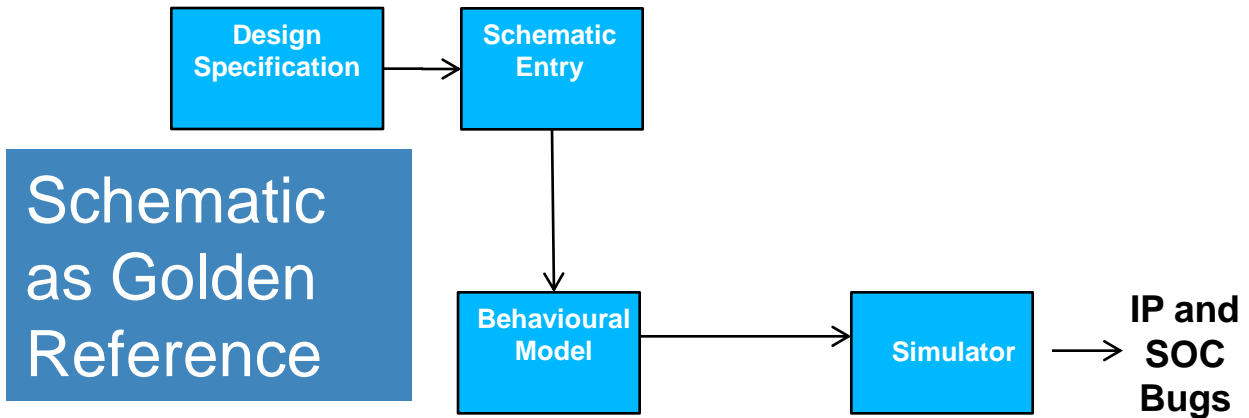 Design
Specification
Schematic
Entry
Schematic
as Golden
Reference
Behavioural
Model
Simulator
IP and
SOC
Bugs